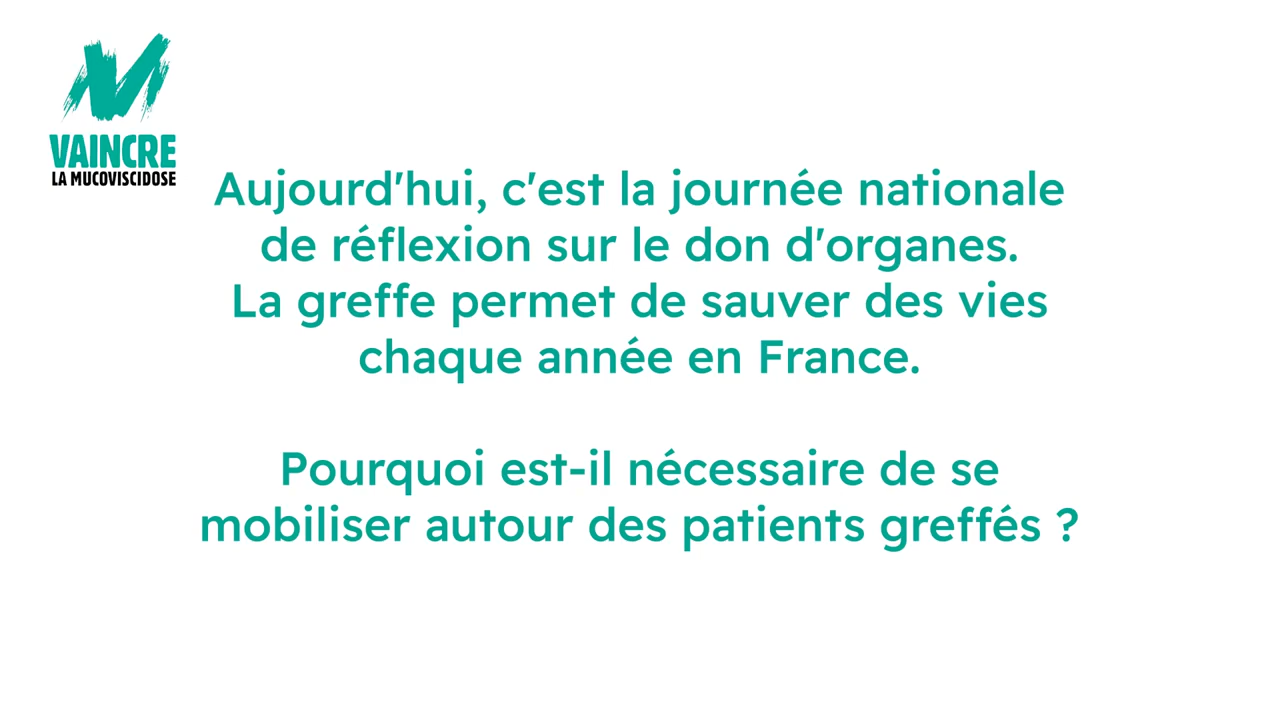 VAINCRE
LA MUCOVISCIDOSE
Aujourd'hui, c'est la journée nationale
de réflexion sur le don d'organes.
La greffe permet de sauver des vies
chaque année en France.
Pourquoi est-il nécessaire de se
mobiliser autour des patients greffés ?